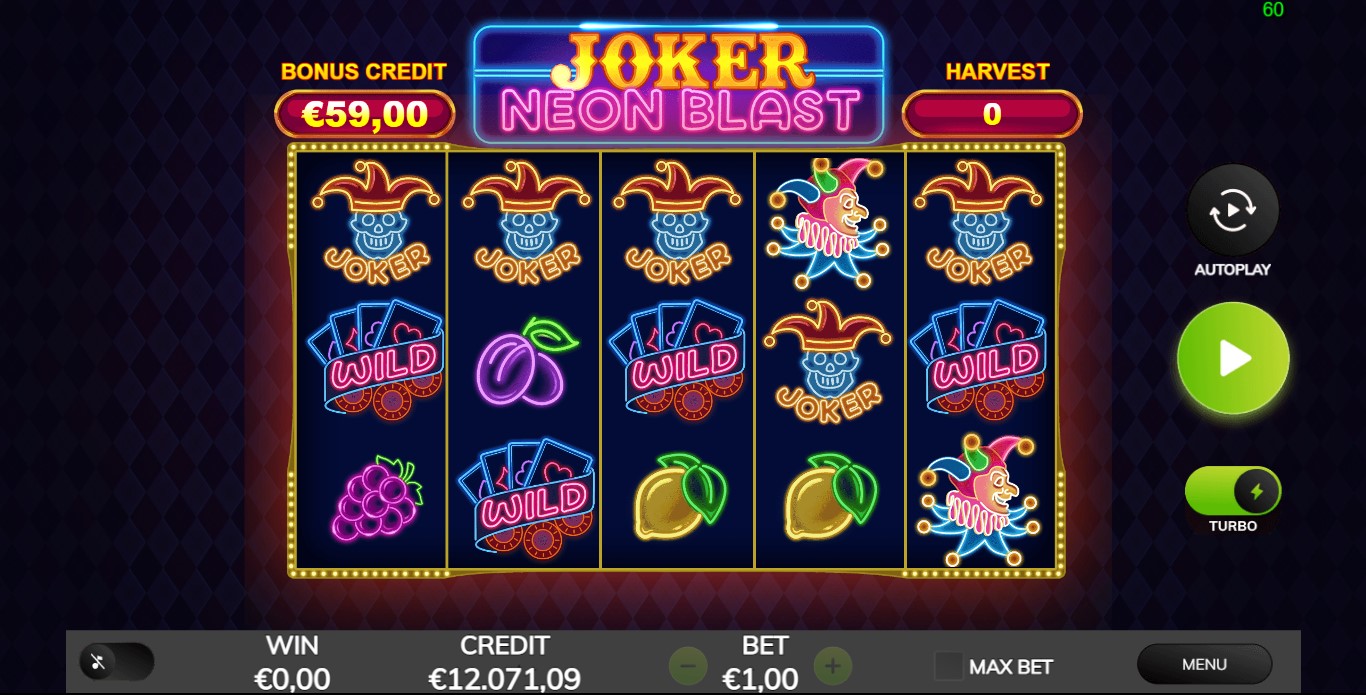 60
JOKER
NEON BLAST
BONUS CREDIT
€59,00
HARVEST
0
JOKER
JOKER
JOKER
JOKER
WILD
WILD
JOKER
WILD
WILD
AUTOPLAY
TURBO
WIN
€0,00
CREDIT
€12.071,09
BET
€1,00
MAX BET
MENU